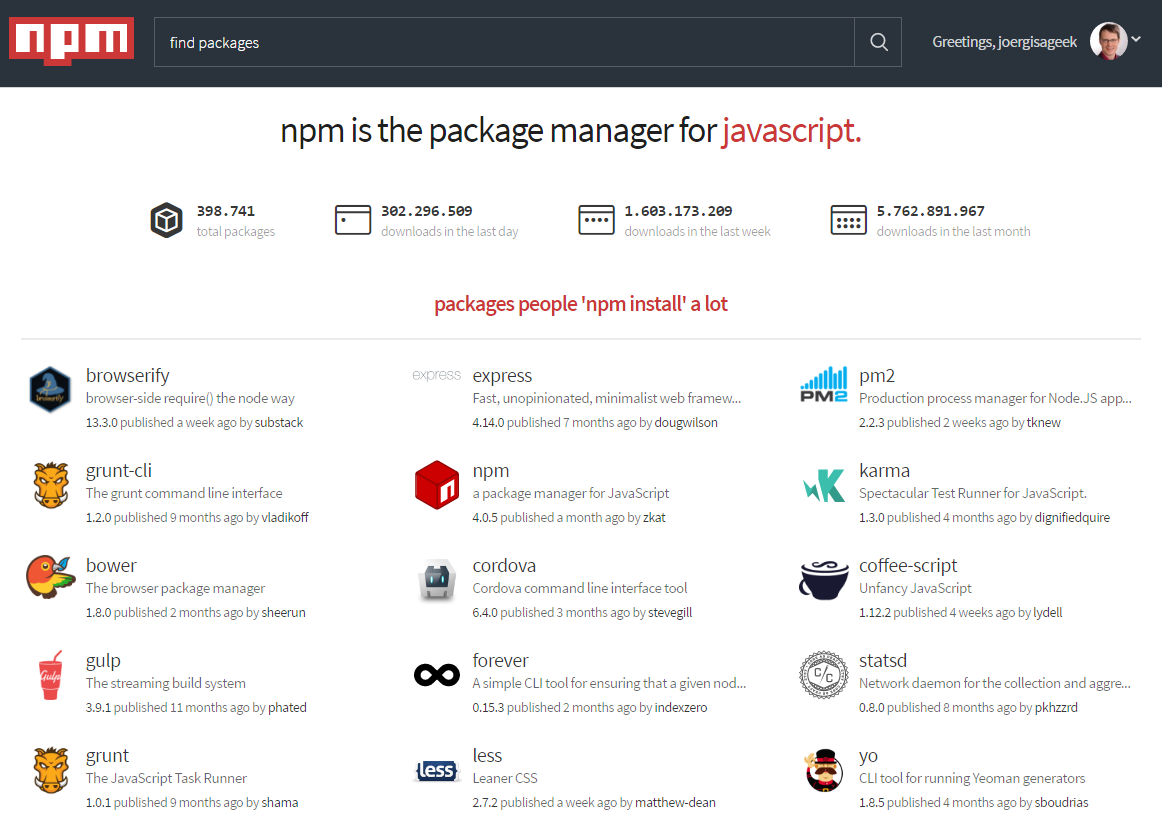 npm
find packages
Greetings, joergisageek
npm is the package manager for javascript.
398.741
total packages
302.296.509
downloads in the last day
1.603.173.209
downloads in the last week
5.762.891.967
downloads in the last month
packages people 'npm install' a lot
browserify
browser-side require() the node way
13.3.0 published a week ago by substack
express
express
Fast, unopinionated, minimalist web framew...
4.14.0 published 7 months ago by dougwilson
PM2
pm2
Production process manager for Node.JS app...
2.2.3 published 2 weeks ago by tknew
grunt-cli
The grunt command line interface
1.2.0 published 9 months ago by vladikoff
n
npm
a package manager for JavaScript
4.0.5 published a month ago by zkat
karma
Spectacular Test Runner for JavaScript.
1.3.0 published 4 months ago by dignifiedquire
bower
The browser package manager
1.8.0 published 2 months ago by sheerun
cordova
Cordova command line interface tool
6.4.0 published 3 months ago by stevegill
coffee-script
Unfancy JavaScript
1.12.2 published 4 weeks ago by lydell
Gulp
gulp
The streaming build system
3.9.1 published 11 months ago by phated
forever
A simple CLI tool for ensuring that a given nod...
0.15.3 published 2 months ago by indexzero
C/C
statsd
Network daemon for the collection and aggre...
0.8.0 published 8 months ago by pkhzzrd
grunt
The JavaScript Task Runner
1.0.1 published 9 months ago by shama
less
less
Leaner CSS
2.7.2 published a week ago by matthew-dean
yo
CLI tool for running Yeoman generators
1.8.5 published 4 months ago by sboudrias